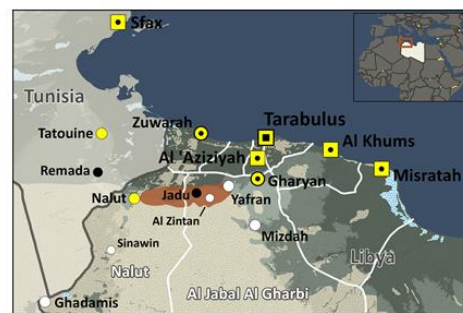 Sfax
Tunisia
Zuwarah
Tarabulus
Tatouine
Al 'Aziziyah
Al Khums
Remada
Gharyan
Misratah
Nalut
Jadu
Yafran
Al Zintan
Mizdah
Sinawin
Libya
Nalut
Ghadamis
Al Jabal Al Gharbi